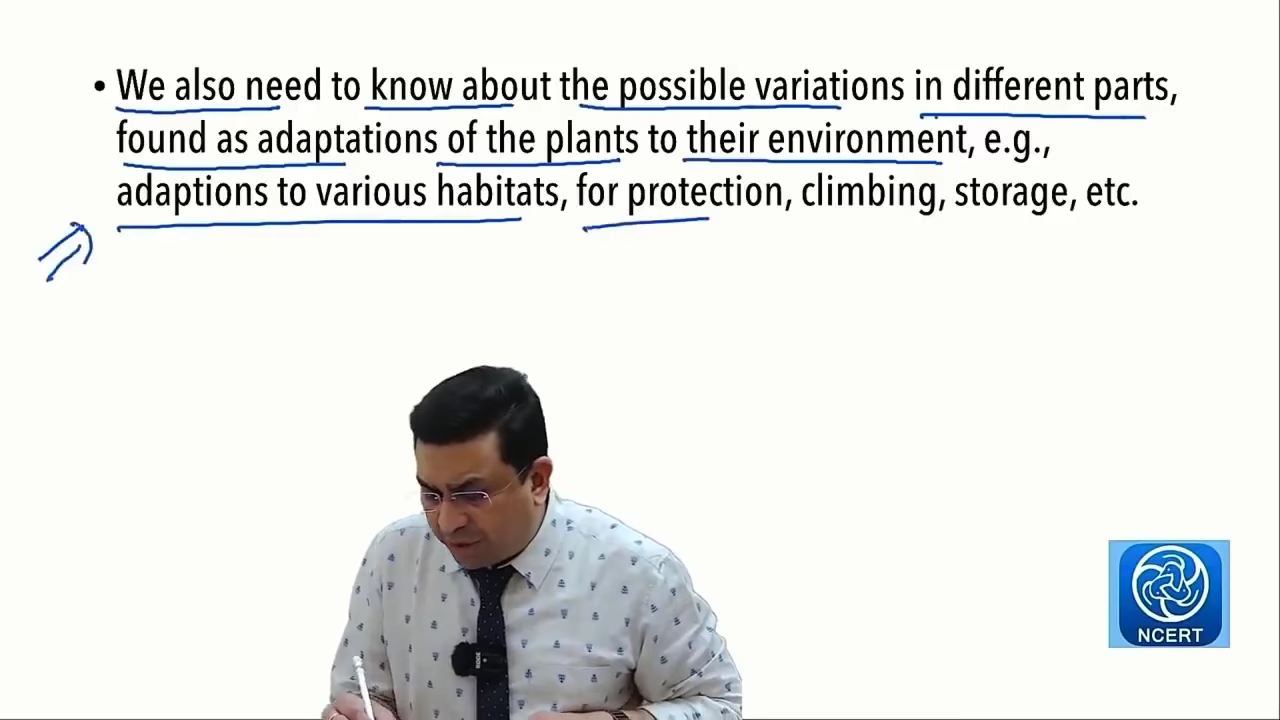 • We also need to know about the possible variations in different parts,
found as adaptations of the plants to their environment, e.g.,
adaptions to various habitats, for protection, climbing, storage, etc.
NCERT